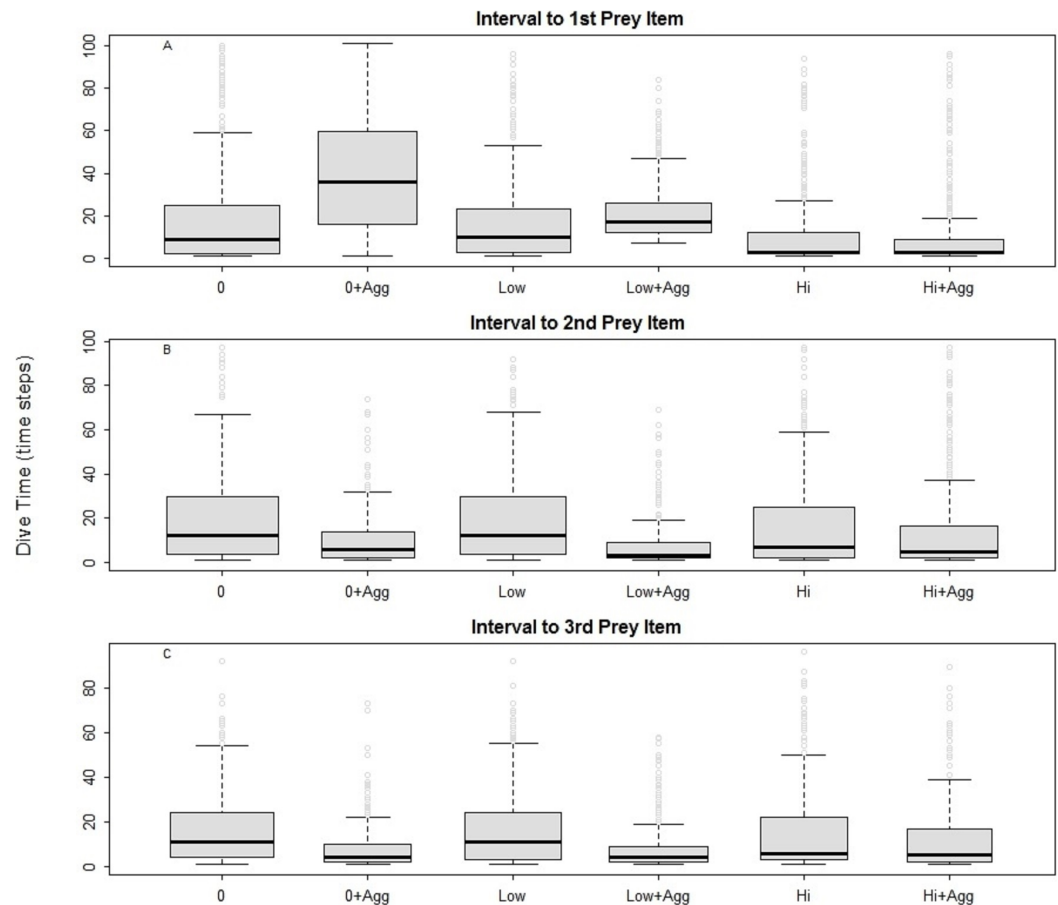 Interval to 1st Prey Item
A
100
80
60
40
20
0
0 0+Agg Low Low+Agg Hi Hi+Agg
Interval to 2nd Prey Item
B
100
80
60
40
20
0
0 0+Agg Low Low+Agg Hi Hi+Agg
Interval to 3rd Prey Item
C
80
60
40
20
0
0 0+Agg Low Low+Agg Hi Hi+Agg
Dive Time (time steps)